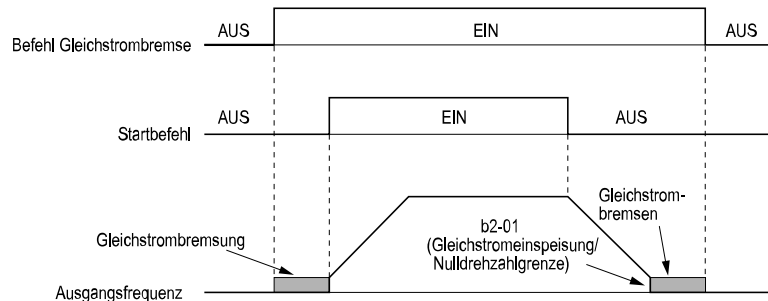 AUS
EIN
AUS
Befehl Gleichstrombremse
AUS
EIN
AUS
Startbefehl
Gleichstrom-
bremsen
b2-01
(Gleichstromeinspeisung/
Nulldrehzahlgrenze)
Gleichstrombremsung
Ausgangsfrequenz